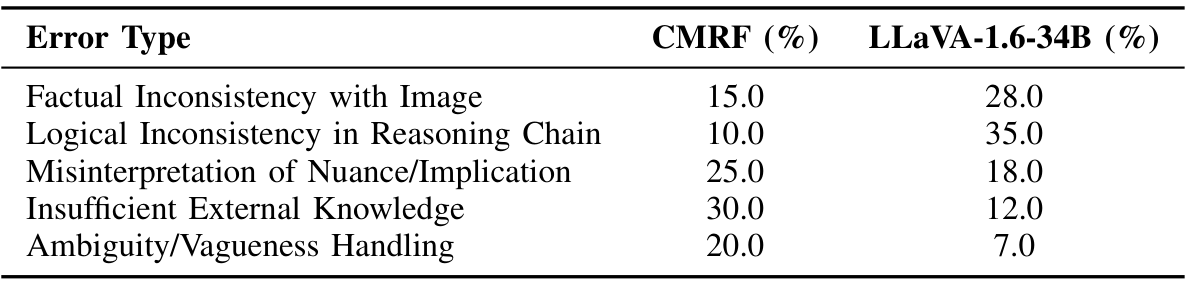 Error Type CMRF (%) LLaVA-1.6-34B (%)
Factual Inconsistency with Image 15.0 28.0
Logical Inconsistency in Reasoning Chain 10.0 35.0
Misinterpretation of Nuance/Implication 25.0 18.0
Insufficient External Knowledge 30.0 12.0
Ambiguity/Vagueness Handling 20.0 7.0